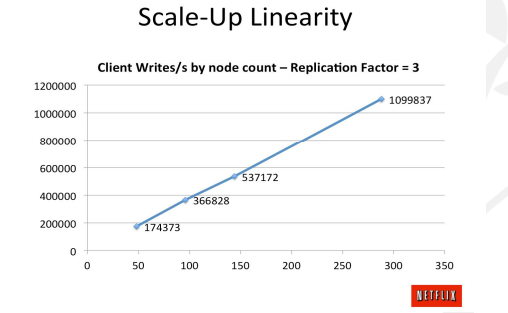 Scale-Up Linearity
Client Writes/s by node count – Replication Factor = 3
1200000
1000000
800000
600000
400000
200000
0
1099837
537172
366828
174373
0 50 100 150 200 250 300 350
NETFLIX